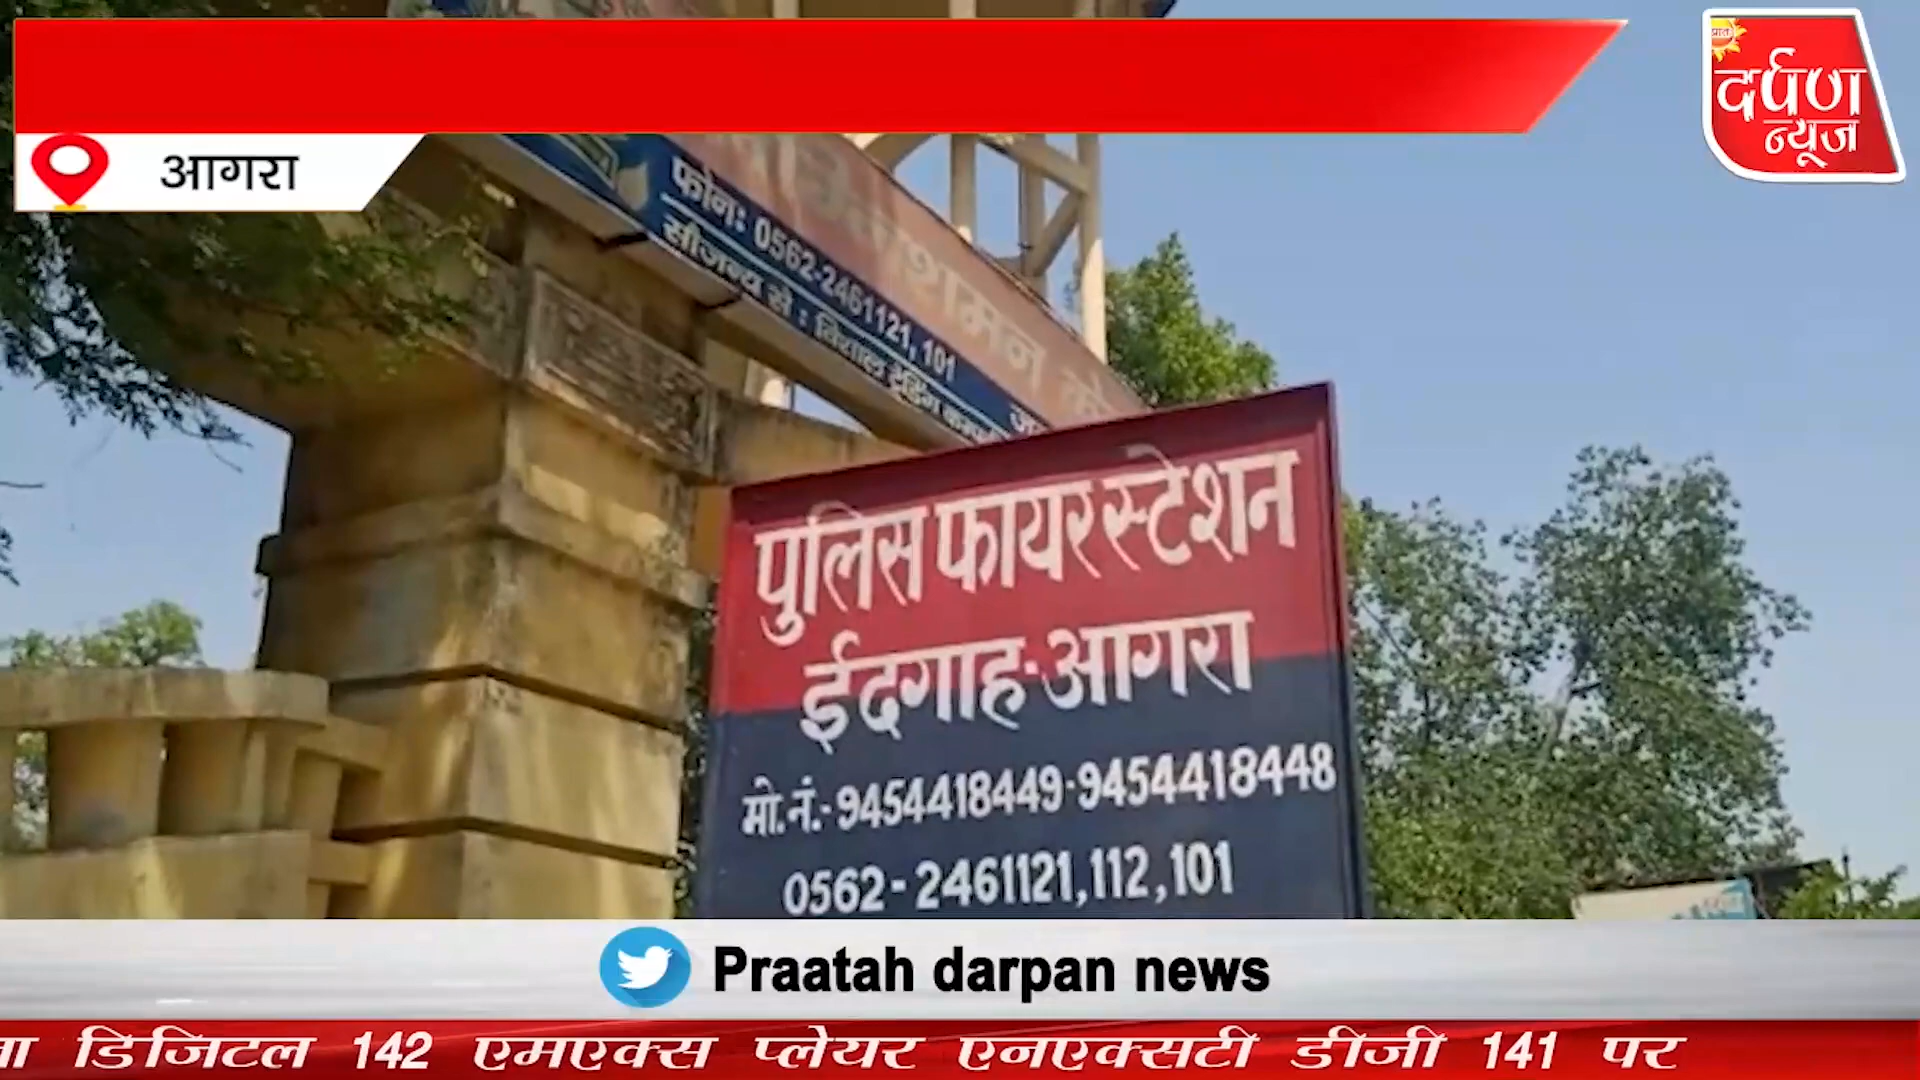 दर्पण
न्यूज
आगरा
फोन: 0562-2461121, 101
सौजन्य से : विशाल ट्रेडिंग
पुलिस फायर स्टेशन
ईदगाह-आगरा
मो.नं.-9454418449-9454418448
0562-2461121,112,101
Praatah darpan news
डिजिटल 142 एमएक्स प्लेयर एनएक्सटी डीजी 141 पर